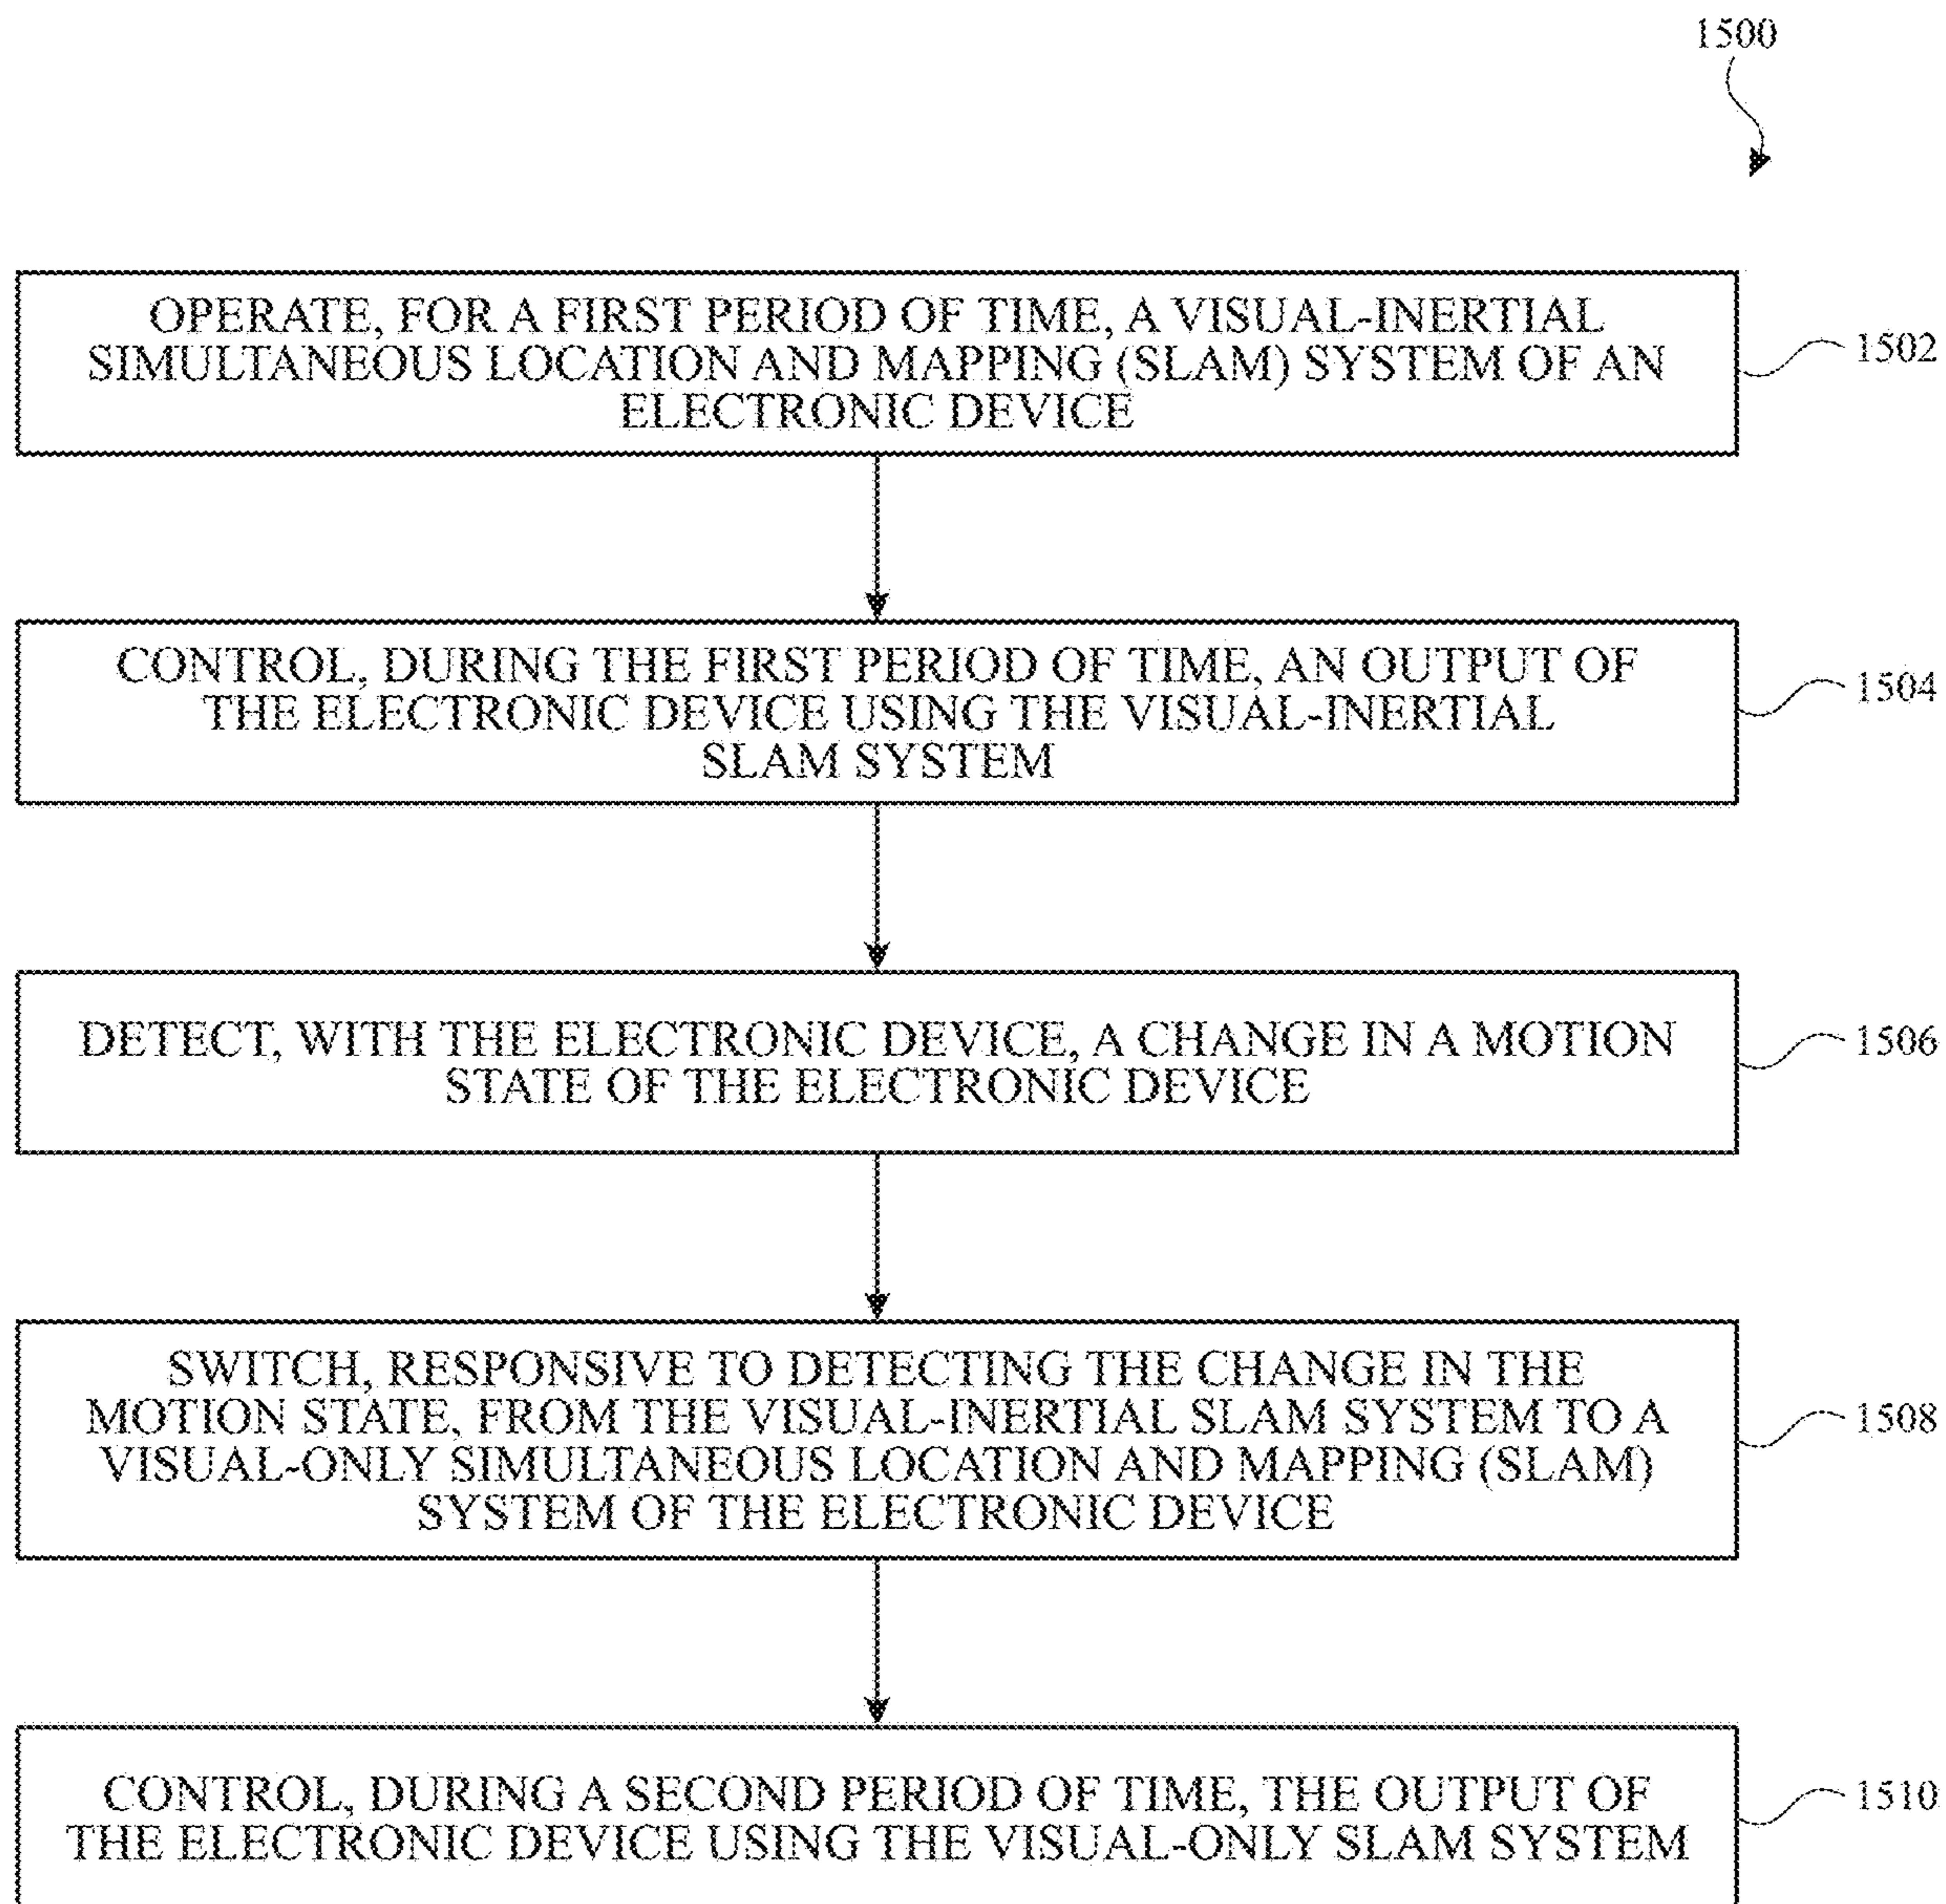 1500
OPERATE, FOR A FIRST PERIOD OF TIME, A VISUAL-INERTIAL
SIMULTANEOUS LOCATION AND MAPPING (SLAM) SYSTEM OF AN
ELECTRONIC DEVICE
1502
CONTROL, DURING THE FIRST PERIOD OF TIME, AN OUTPUT OF
THE ELECTRONIC DEVICE USING THE VISUAL-INERTIAL
SLAM SYSTEM
1504
DETECT, WITH THE ELECTRONIC DEVICE, A CHANGE IN A MOTION
STATE OF THE ELECTRONIC DEVICE
1506
SWITCH, RESPONSIVE TO DETECTING THE CHANGE IN THE
MOTION STATE, FROM THE VISUAL-INERTIAL SLAM SYSTEM TO A
VISUAL-ONLY SIMULTANEOUS LOCATION AND MAPPING (SLAM)
SYSTEM OF THE ELECTRONIC DEVICE
1508
CONTROL, DURING A SECOND PERIOD OF TIME, THE OUTPUT OF
THE ELECTRONIC DEVICE USING THE VISUAL-ONLY SLAM SYSTEM
1510